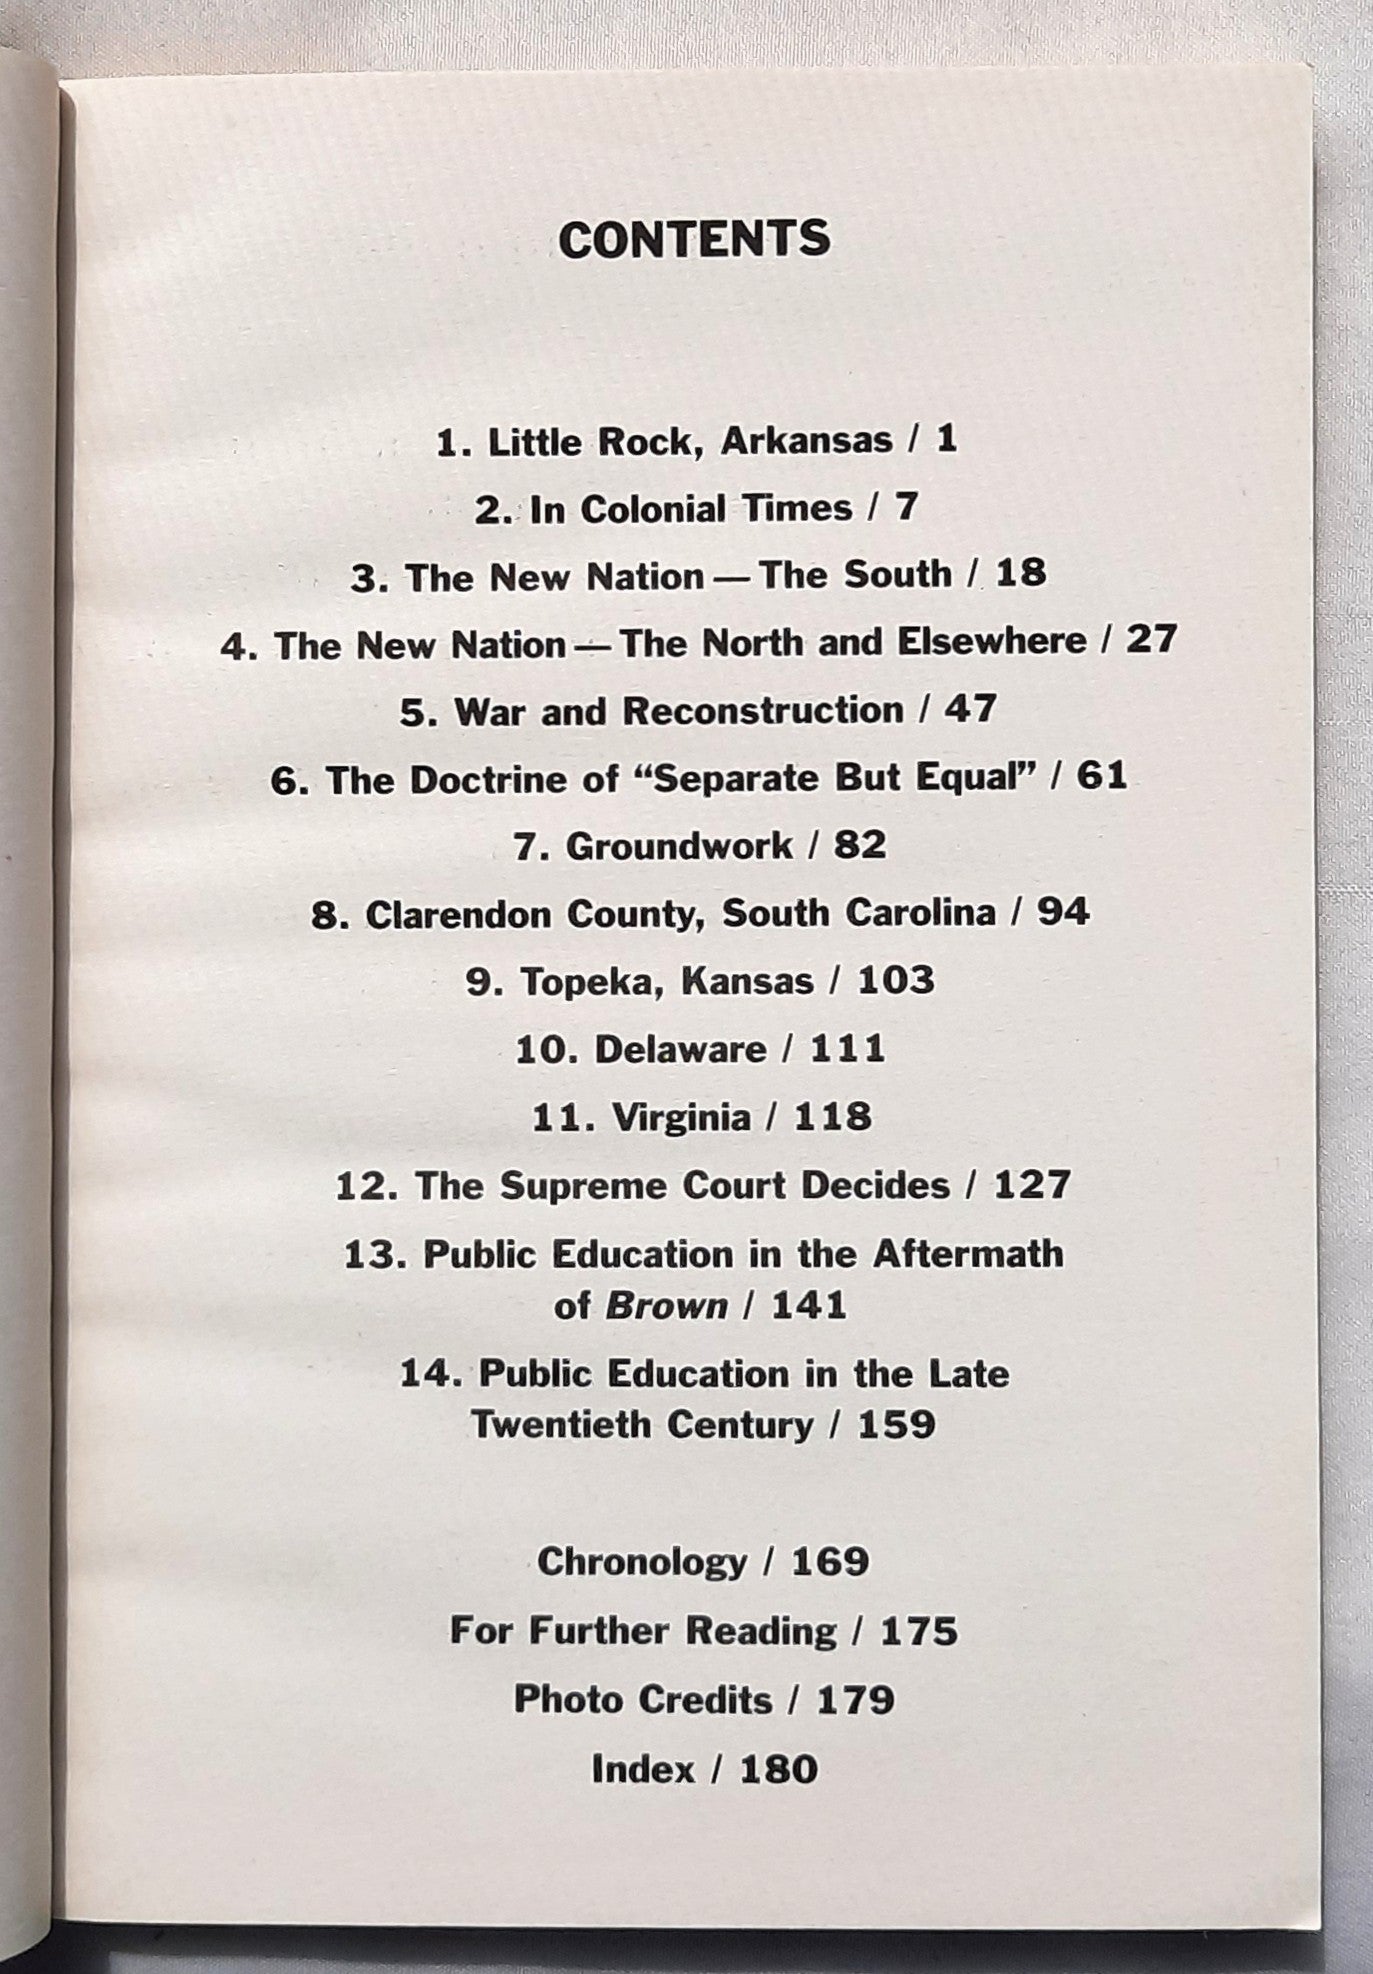 CONTENTS
1. Little Rock, Arkansas / 1
2. In Colonial Times / 7
3. The New Nation — The South / 18
4. The New Nation — The North and Elsewhere / 27
5. War and Reconstruction / 47
6. The Doctrine of “Separate But Equal” / 61
7. Groundwork / 82
8. Clarendon County, South Carolina / 94
9. Topeka, Kansas / 103
10. Delaware / 111
11. Virginia / 118
12. The Supreme Court Decides / 127
13. Public Education in the Aftermath
of Brown / 141
14. Public Education in the Late
Twentieth Century / 159
Chronology / 169
For Further Reading / 175
Photo Credits / 179
Index / 180